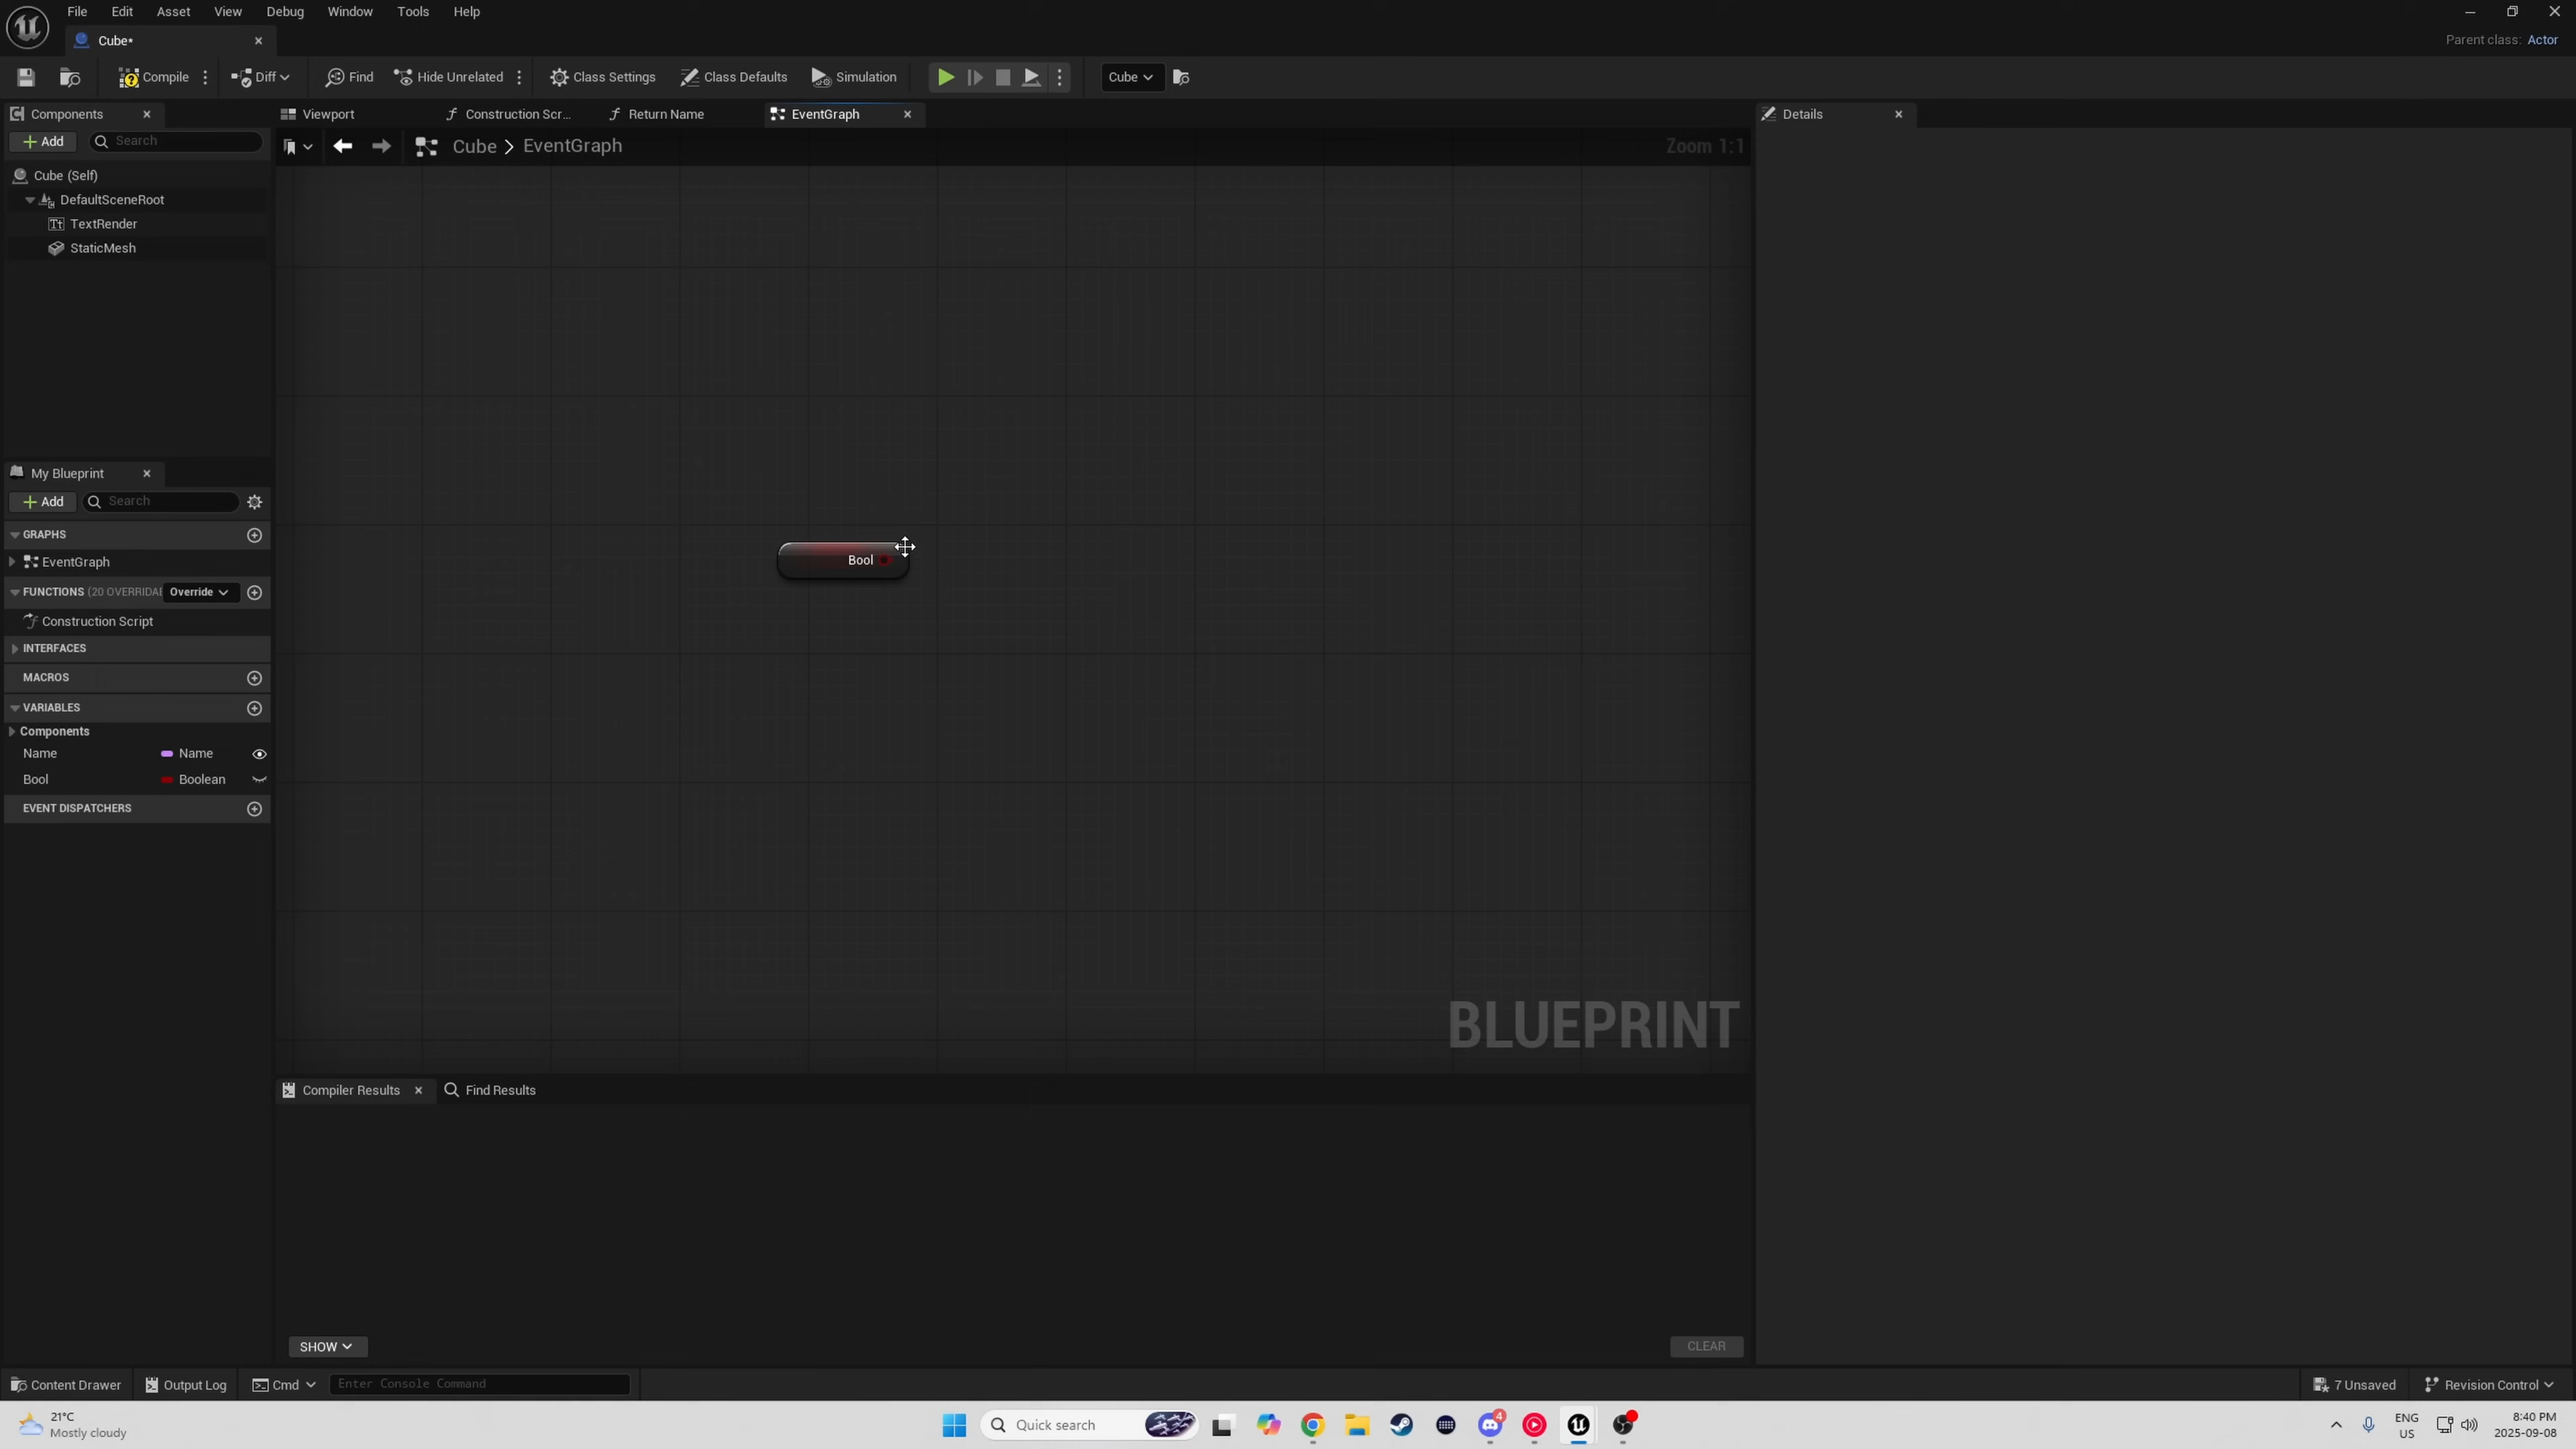 File Edit Asset View Debug Window Tools Help
Cube*
Parent class: Actor
Compile Diff Find Hide Unrelated Class Settings Class Defaults Simulation Cube
Components Viewport Construction Scr... Return Name EventGraph Details
Add Search
Cube > EventGraph
Zoom 1:1
Cube (Self)
DefaultSceneRoot
TextRender
StaticMesh
My Blueprint
Add Search
GRAPHS
EventGraph
Bool
FUNCTIONS (20 OVERRIDAI Override
Construction Script
INTERFACES
MACROS
VARIABLES
Components
Name Name
Bool Boolean
EVENT DISPATCHERS
BLUEPRINT
Compiler Results Find Results
SHOW
CLEAR
Content Drawer Output Log Cmd Enter Console Command
7 Unsaved Revision Control
21°C
Mostly cloudy
Quick search
4
ENG
US
8:40 PM
2025-09-08